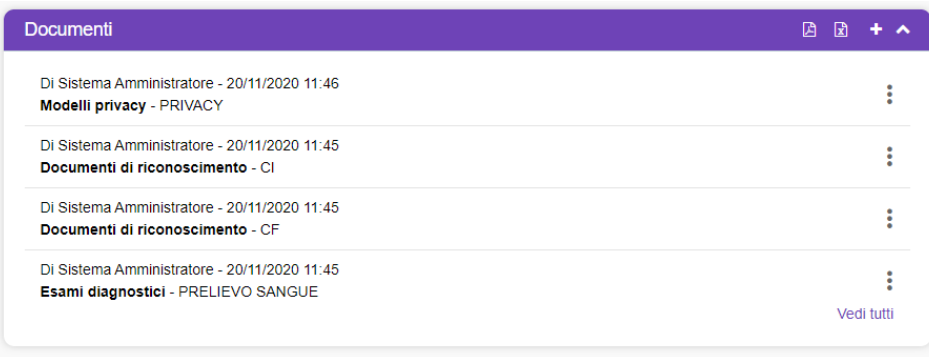 Documenti
Di Sistema Amministratore - 20/11/2020 11:46
Modelli privacy - PRIVACY
Di Sistema Amministratore - 20/11/2020 11:45
Documenti di riconoscimento - CI
Di Sistema Amministratore - 20/11/2020 11:45
Documenti di riconoscimento - CF
Di Sistema Amministratore - 20/11/2020 11:45
Esami diagnostici - PRELIEVO SANGUE
Vedi tutti